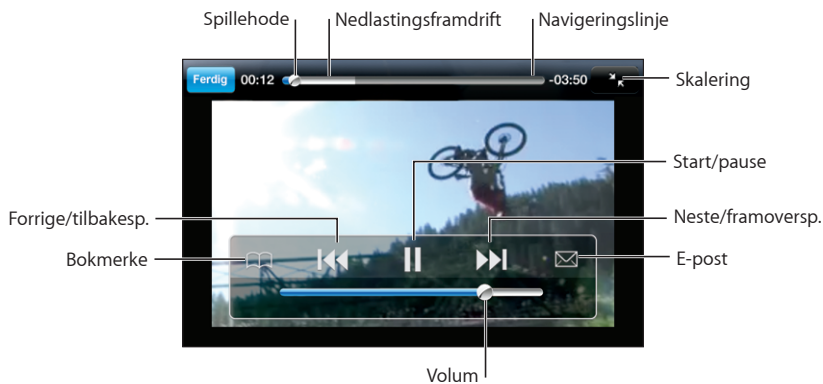 Spillehode
Nedlastingsframdrift
Navigeringslinje
Ferdig
00:12
-03:50
Skalering
Start/pause
Forrige/tilbakesp.
Neste/framoversp.
Bokmerke
E-post
Volum